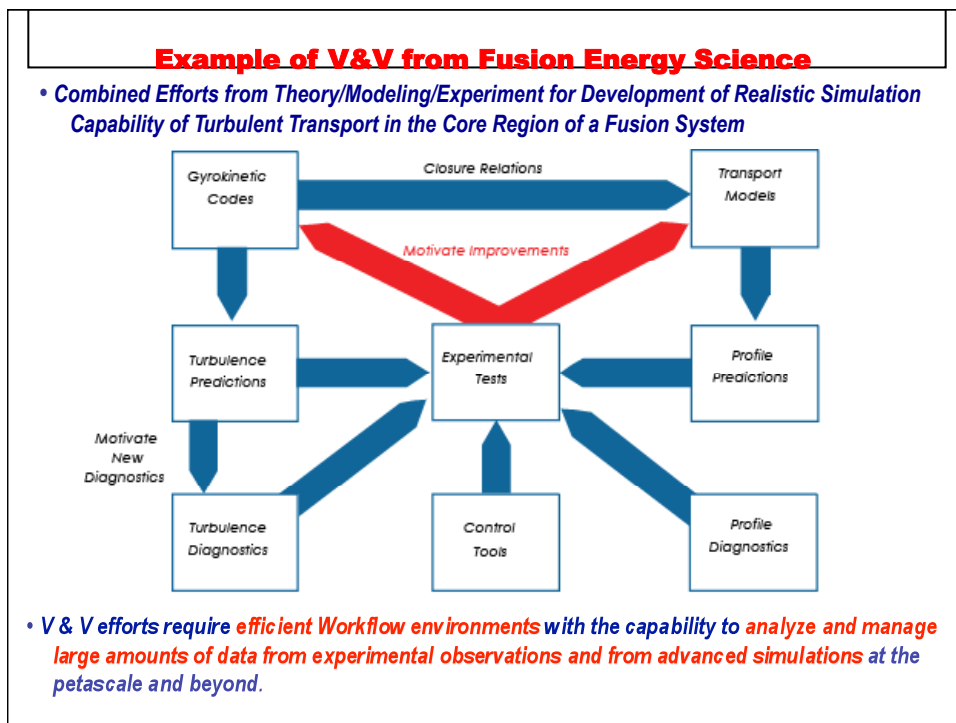 Example of V&V from Fusion Energy Science
• Combined Efforts from Theory/Modeling/Experiment for Development of Realistic Simulation
Capability of Turbulent Transport in the Core Region of a Fusion System
Gyrokinetic
Codes
Closure Relations
Transport
Models
Motivate Improvements
Turbulence
Predictions
Experimental
Tests
Profile
Predictions
Motivate
New
Diagnostics
Turbulence
Diagnostics
Control
Tools
Profile
Diagnostics
• V & V efforts require efficient Workflow environments with the capability to analyze and manage
large amounts of data from experimental observations and from advanced simulations at the
petascale and beyond.